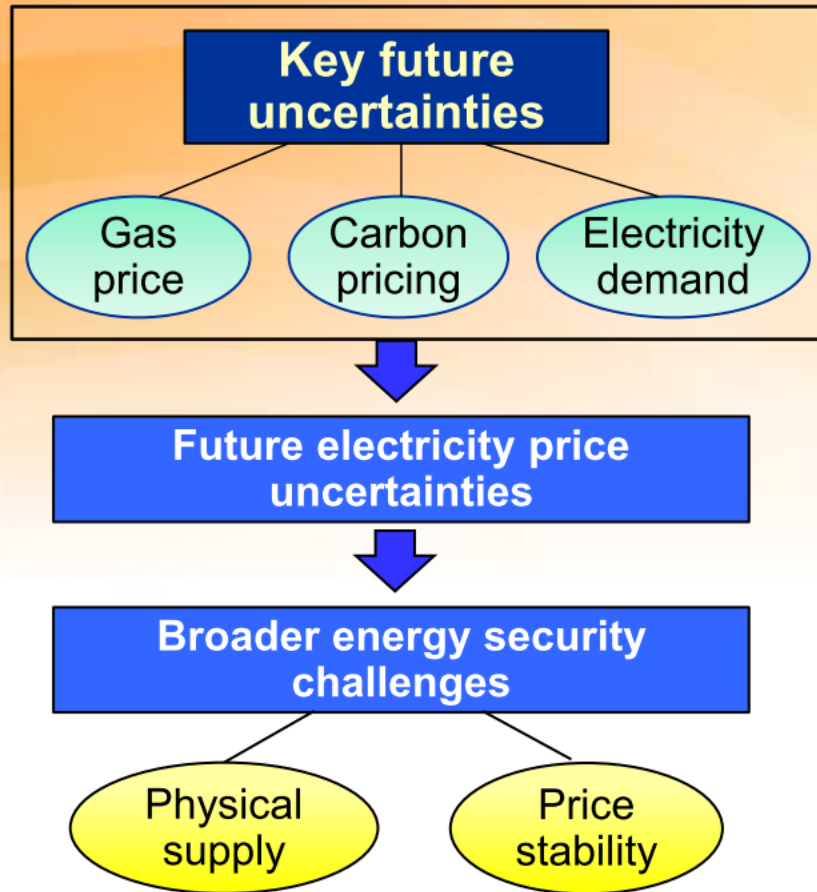 Key future
uncertainties
Gas
price
Carbon
pricing
Electricity
demand
Future electricity price
uncertainties
Broader energy security
challenges
Physical
supply
Price
stability